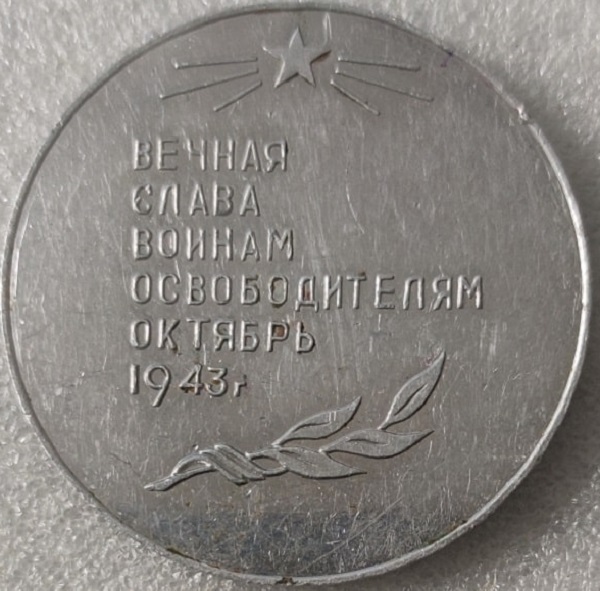 ВЕЧНАЯ
СЛАВА
ВОИНАМ
ОСВОБОДИТЕЛЯМ
ОКТЯБРЬ
1943г